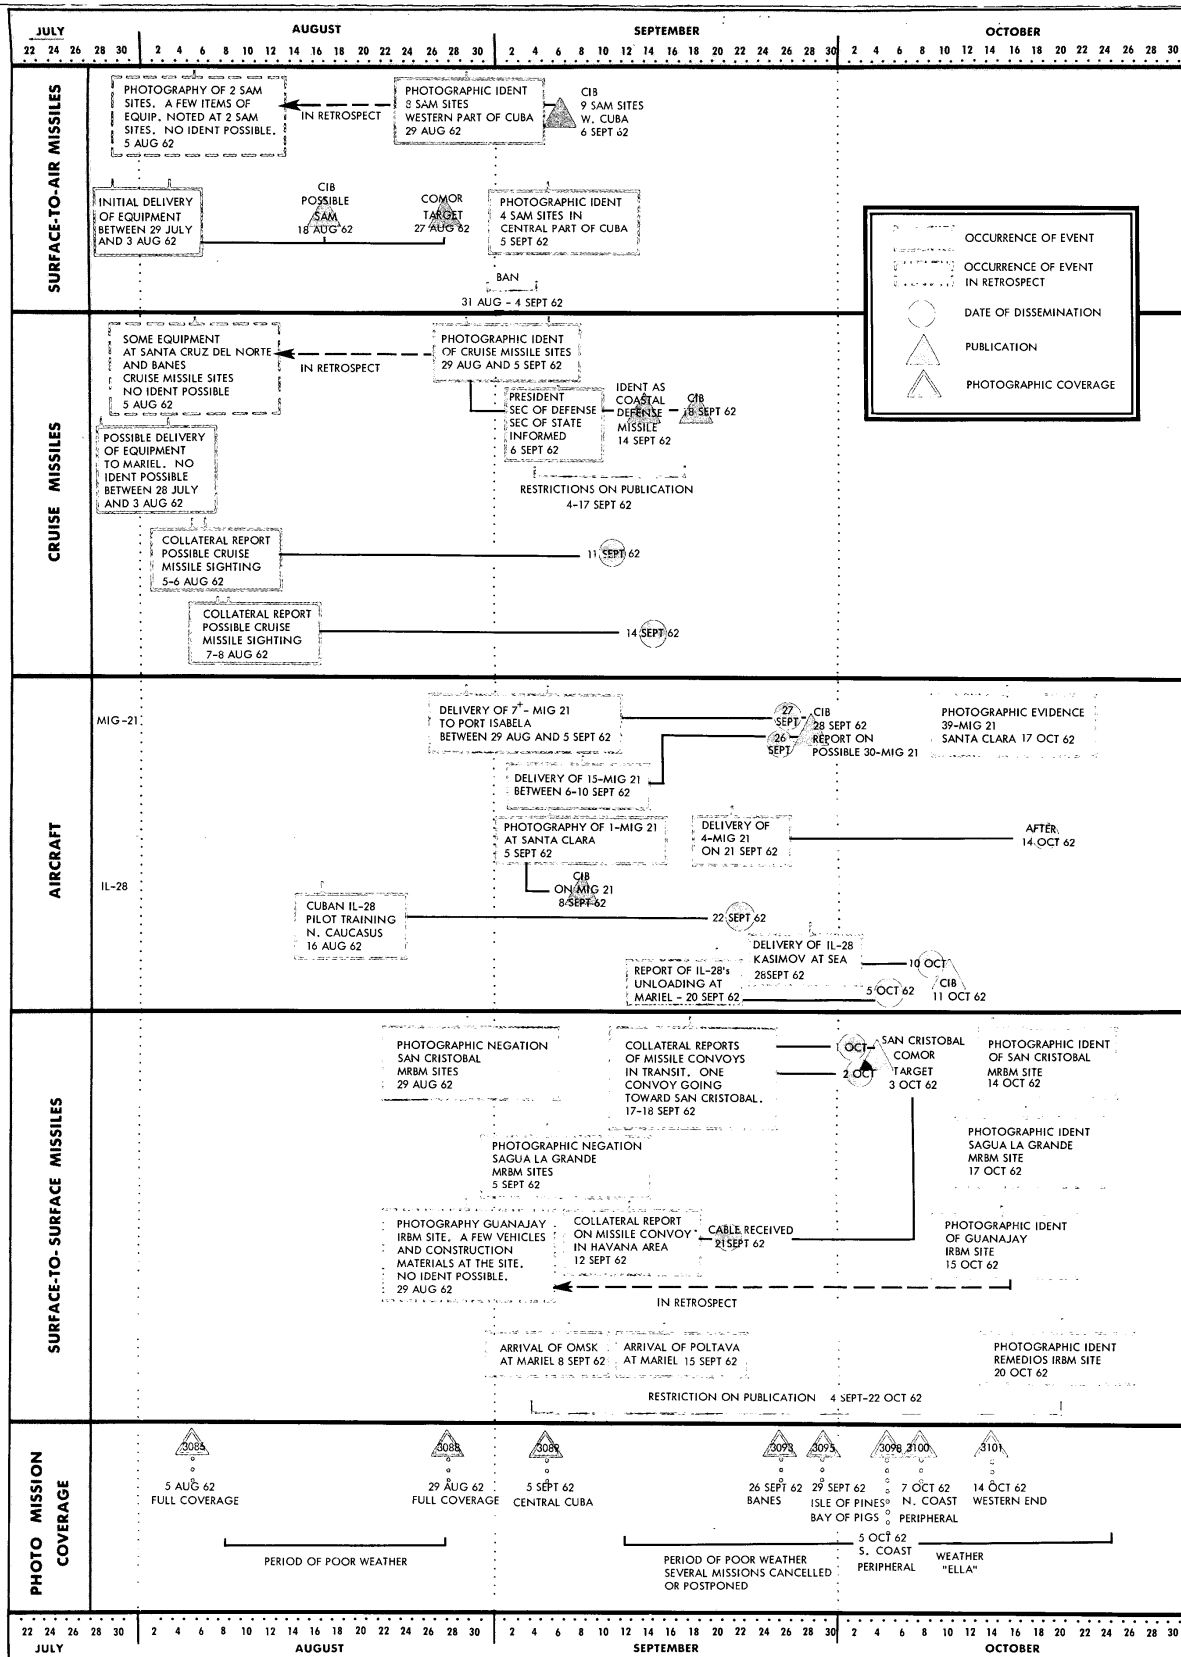 JULY
AUGUST
SEPTEMBER
OCTOBER
22 24 26 28 30 2 4 6 8 10 12 14 16 18 20 22 24 26 28 30 2 4 6 8 10 12 14 16 18 20 22 24 26 28 30 2 4 6 8 10 12 14 16 18 20 22 24 26 28 30
SURFACE-TO-AIR MISSILES
PHOTOGRAPHY OF 2 SAM
SITES. A FEW ITEMS OF
EQUIP. NOTED AT 2 SAM
SITES. NO IDENT POSSIBLE.
5 AUG 62
IN RETROSPECT
PHOTOGRAPHIC IDENT
8 SAM SITES
WESTERN PART OF CUBA
29 AUG 62
CIB
9 SAM SITES
W. CUBA
6 SEPT 62
INITIAL DELIVERY
OF EQUIPMENT
BETWEEN 29 JULY
AND 3 AUG 62
CIB
POSSIBLE
SAM
18 AUG 62
COMOR
TARGET
27 AUG 62
PHOTOGRAPHIC IDENT
4 SAM SITES IN
CENTRAL PART OF CUBA
5 SEPT 62
BAN
31 AUG - 4 SEPT 62
OCCURRENCE OF EVENT
OCCURRENCE OF EVENT
IN RETROSPECT
DATE OF DISSEMINATION
PUBLICATION
PHOTOGRAPHIC COVERAGE
CRUISE MISSILES
SOME EQUIPMENT
AT SANTA CRUZ DEL NORTE
AND BANES
CRUISE MISSILE SITES
NO IDENT POSSIBLE
5 AUG 62
IN RETROSPECT
PHOTOGRAPHIC IDENT
OF CRUISE MISSILE SITES
29 AUG AND 5 SEPT 62
PRESIDENT
SEC OF DEFENSE
SEC OF STATE
INFORMED
6 SEPT 62
IDENT AS
COASTAL
DEFENSE
MISSILE
14 SEPT 62
CIB
18 SEPT 62
POSSIBLE DELIVERY
OF EQUIPMENT
TO MARIEL. NO
IDENT POSSIBLE
BETWEEN 28 JULY
AND 3 AUG 62
RESTRICTIONS ON PUBLICATION
4-17 SEPT 62
COLLATERAL REPORT
POSSIBLE CRUISE
MISSILE SIGHTING
5-6 AUG 62
11 SEPT 62
COLLATERAL REPORT
POSSIBLE CRUISE
MISSILE SIGHTING
7-8 AUG 62
14 SEPT 62
AIRCRAFT
MIG-21
DELIVERY OF 7+- MIG 21
TO PORT ISABELA
BETWEEN 29 AUG AND 5 SEPT 62
27
SEPT
26
SEPT
CIB
28 SEPT 62
REPORT ON
POSSIBLE 30-MIG 21
PHOTOGRAPHIC EVIDENCE
39-MIG 21
SANTA CLARA 17 OCT 62
DELIVERY OF 15-MIG 21
BETWEEN 6-10 SEPT 62
PHOTOGRAPHY OF 1-MIG 21
AT SANTA CLARA
5 SEPT 62
DELIVERY OF
4-MIG 21
ON 21 SEPT 62
AFTER
14 OCT 62
IL-28
CIB
ON MIG 21
8 SEPT 62
CUBAN IL-28
PILOT TRAINING
N. CAUCASUS
16 AUG 62
22 SEPT 62
DELIVERY OF IL-28
KASIMOV AT SEA
28SEPT 62
10 OCT
CIB
11 OCT 62
REPORT OF IL-28's
UNLOADING AT
MARIEL - 20 SEPT 62
5 OCT 62
SURFACE-TO-SURFACE MISSILES
PHOTOGRAPHIC NEGATION
SAN CRISTOBAL
MRBM SITES
29 AUG 62
COLLATERAL REPORTS
OF MISSILE CONVOYS
IN TRANSIT. ONE
CONVOY GOING
TOWARD SAN CRISTOBAL.
17-18 SEPT 62
1 OCT
2 OCT
SAN CRISTOBAL
COMOR
TARGET
3 OCT 62
PHOTOGRAPHIC IDENT
OF SAN CRISTOBAL
MRBM SITE
14 OCT 62
PHOTOGRAPHIC NEGATION
SAGUA LA GRANDE
MRBM SITES
5 SEPT 62
PHOTOGRAPHIC IDENT
SAGUA LA GRANDE
MRBM SITE
17 OCT 62
PHOTOGRAPHY GUANAJAY
IRBM SITE. A FEW VEHICLES
AND CONSTRUCTION
MATERIALS AT THE SITE.
NO IDENT POSSIBLE.
29 AUG 62
COLLATERAL REPORT
ON MISSILE CONVOY
IN HAVANA AREA
12 SEPT 62
CABLE RECEIVED
21SEPT 62
PHOTOGRAPHIC IDENT
OF GUANAJAY
IRBM SITE
15 OCT 62
IN RETROSPECT
ARRIVAL OF OMSK
AT MARIEL 8 SEPT 62
ARRIVAL OF POLTAVA
AT MARIEL 15 SEPT 62
PHOTOGRAPHIC IDENT
REMEDIOS IRBM SITE
20 OCT 62
RESTRICTION ON PUBLICATION 4 SEPT-22 OCT 62
PHOTO MISSION
COVERAGE
3085
5 AUG 62
FULL COVERAGE
3088
29 AUG 62
FULL COVERAGE
3089
5 SEPT 62
CENTRAL CUBA
3093
26 SEPT 62
BANES
3095
29 SEPT 62
ISLE OF PINES
BAY OF PIGS
3098
5 OCT 62
S. COAST
PERIPHERAL
3100
7 OCT 62
N. COAST
PERIPHERAL
3101
14 OCT 62
WESTERN END
PERIOD OF POOR WEATHER
PERIOD OF POOR WEATHER
SEVERAL MISSIONS CANCELLED
OR POSTPONED
WEATHER
"ELLA"
22 24 26 28 30 2 4 6 8 10 12 14 16 18 20 22 24 26 28 30 2 4 6 8 10 12 14 16 18 20 22 24 26 28 30 2 4 6 8 10 12 14 16 18 20 22 24 26 28 30
JULY
AUGUST
SEPTEMBER
OCTOBER